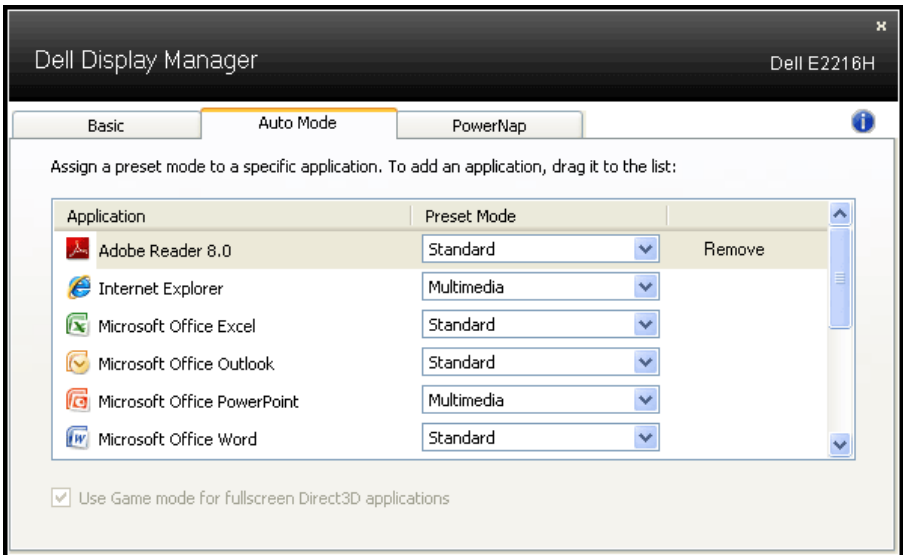 Dell Display Manager
Dell E2216H
Basic
Auto Mode
PowerNap
Assign a preset mode to a specific application. To add an application, drag it to the list:
Application Preset Mode
Adobe Reader 8.0 Standard Remove
Internet Explorer Multimedia
Microsoft Office Excel Standard
Microsoft Office Outlook Standard
Microsoft Office PowerPoint Multimedia
Microsoft Office Word Standard
Use Game mode for fullscreen Direct3D applications